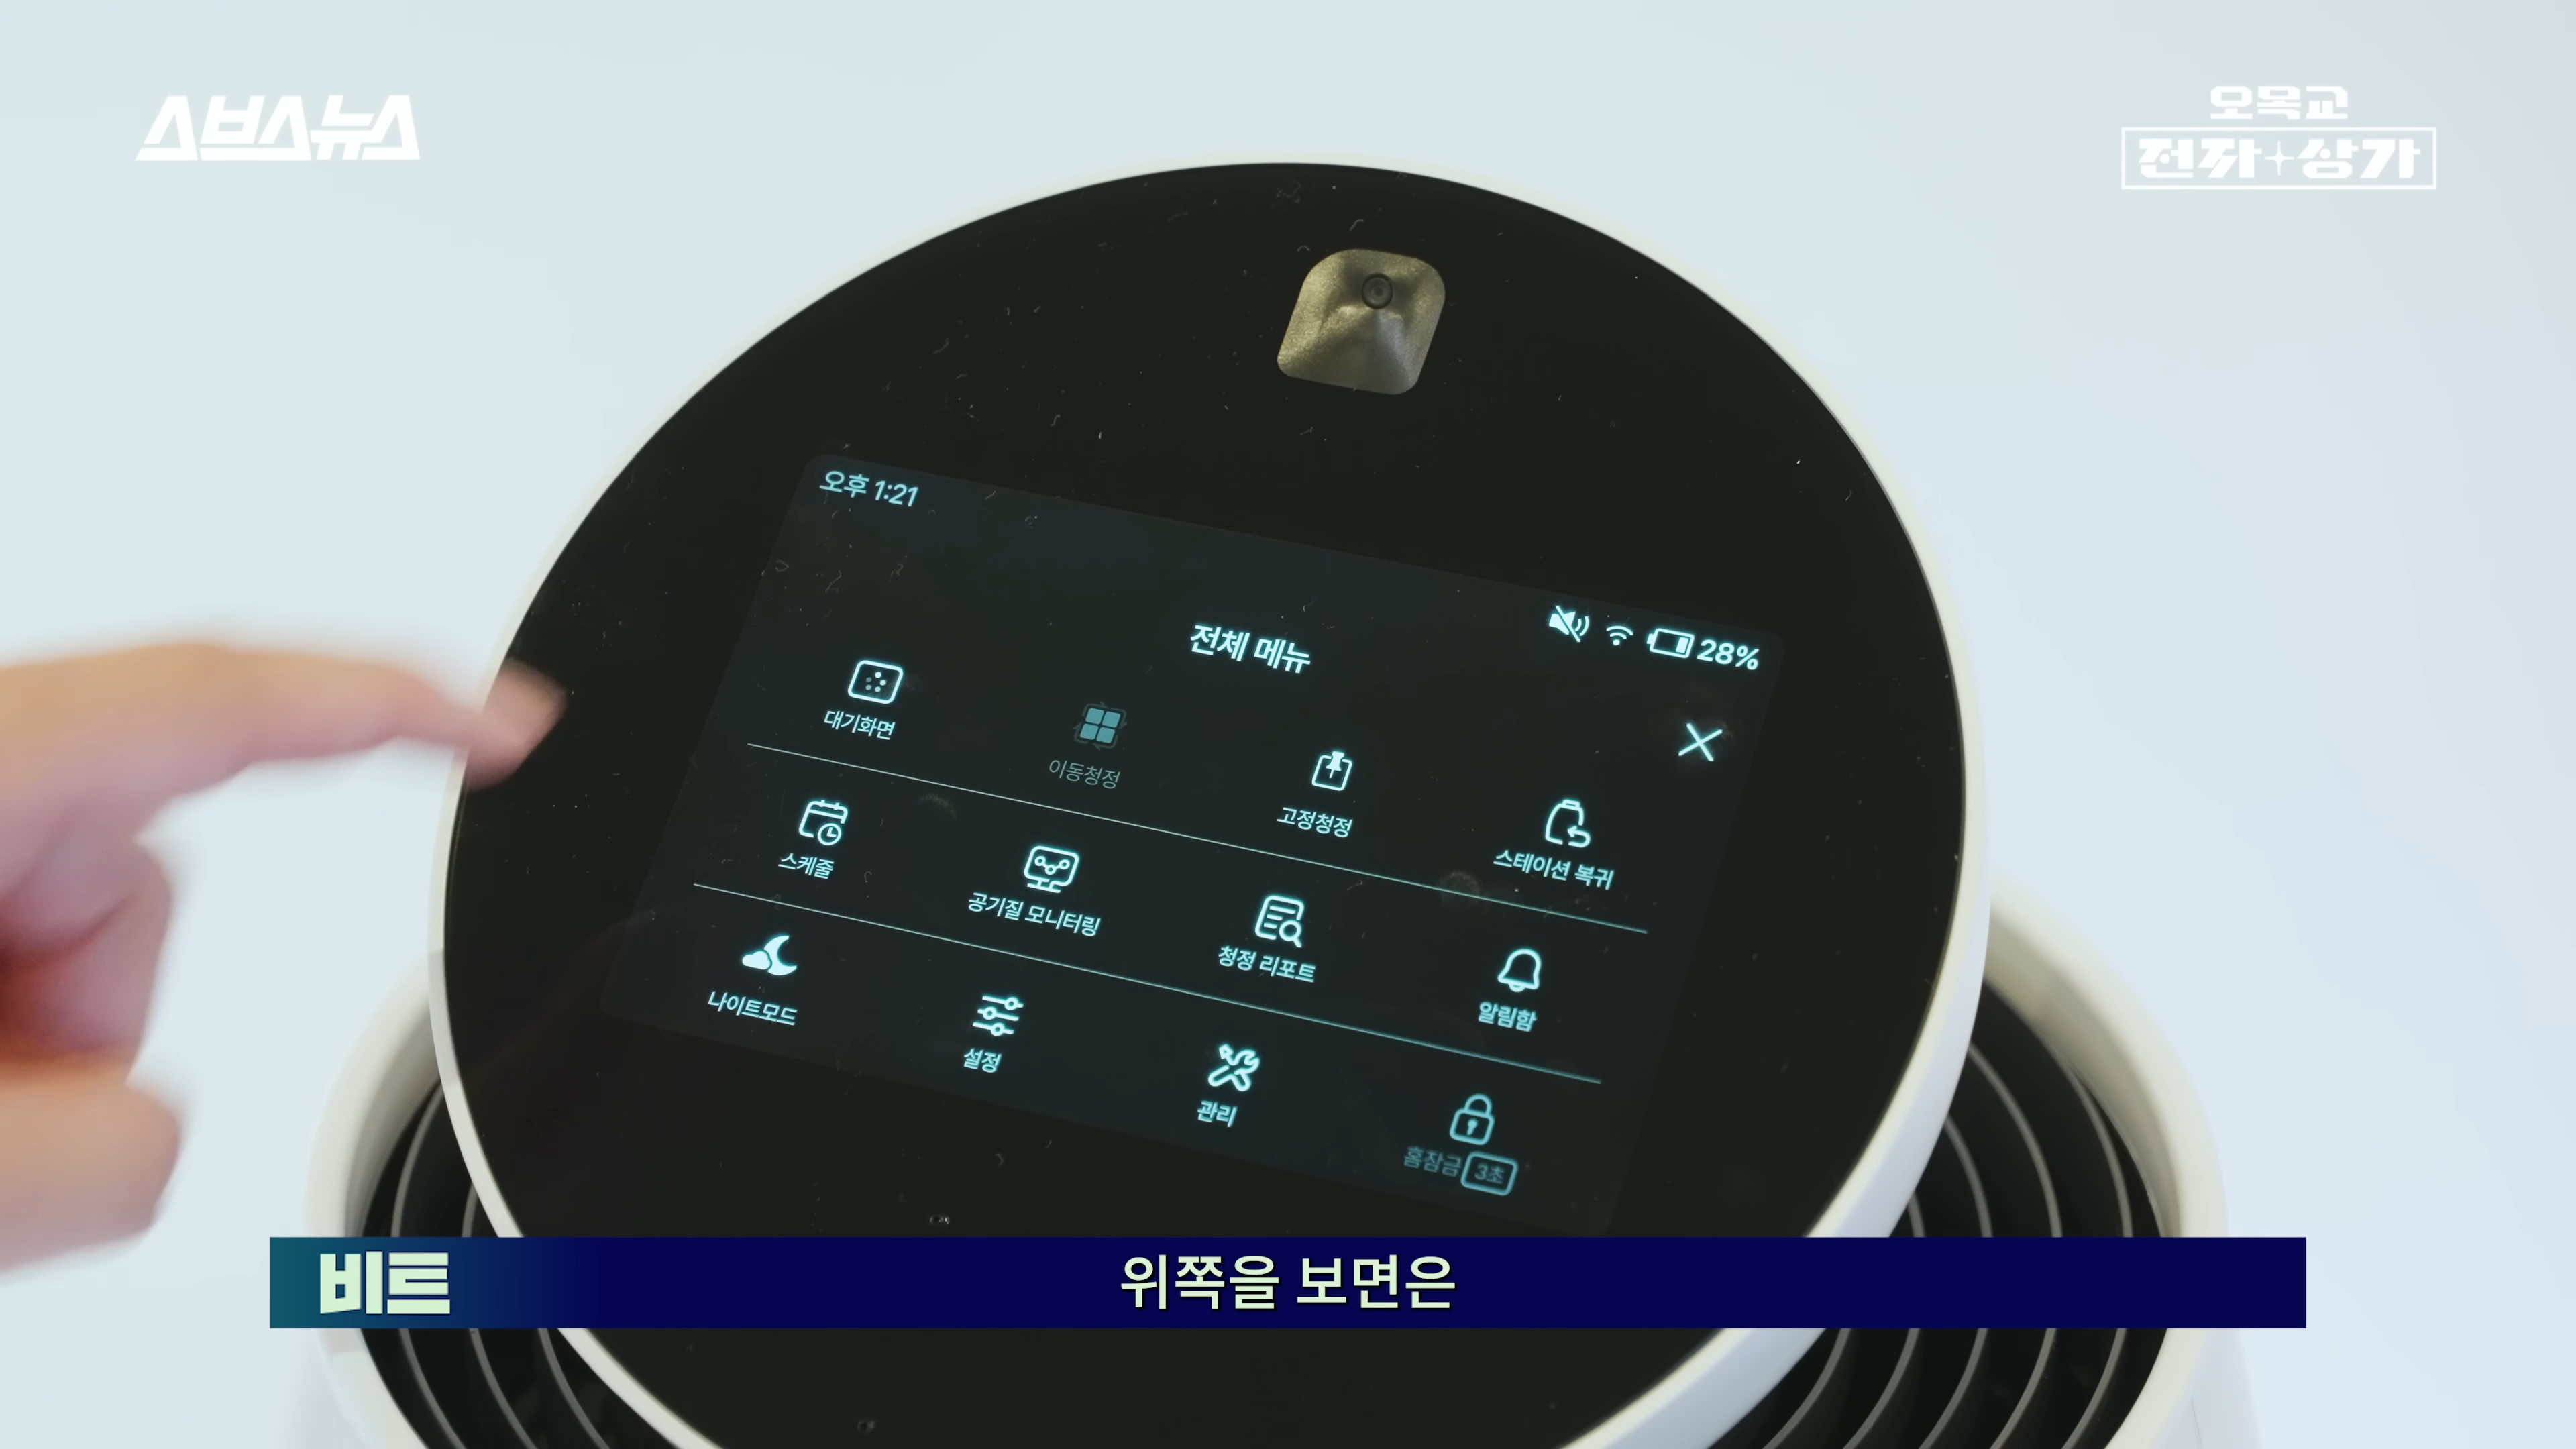 스브스뉴스
오목교
전자상가
오후 1:21
28%
전체 메뉴
대기화면
이동청정
고정청정
스테이션 복귀
스케줄
공기질 모니터링
청정 리포트
알림함
나이트모드
설정
관리
홈잠금 3초
비트
위쪽을 보면은